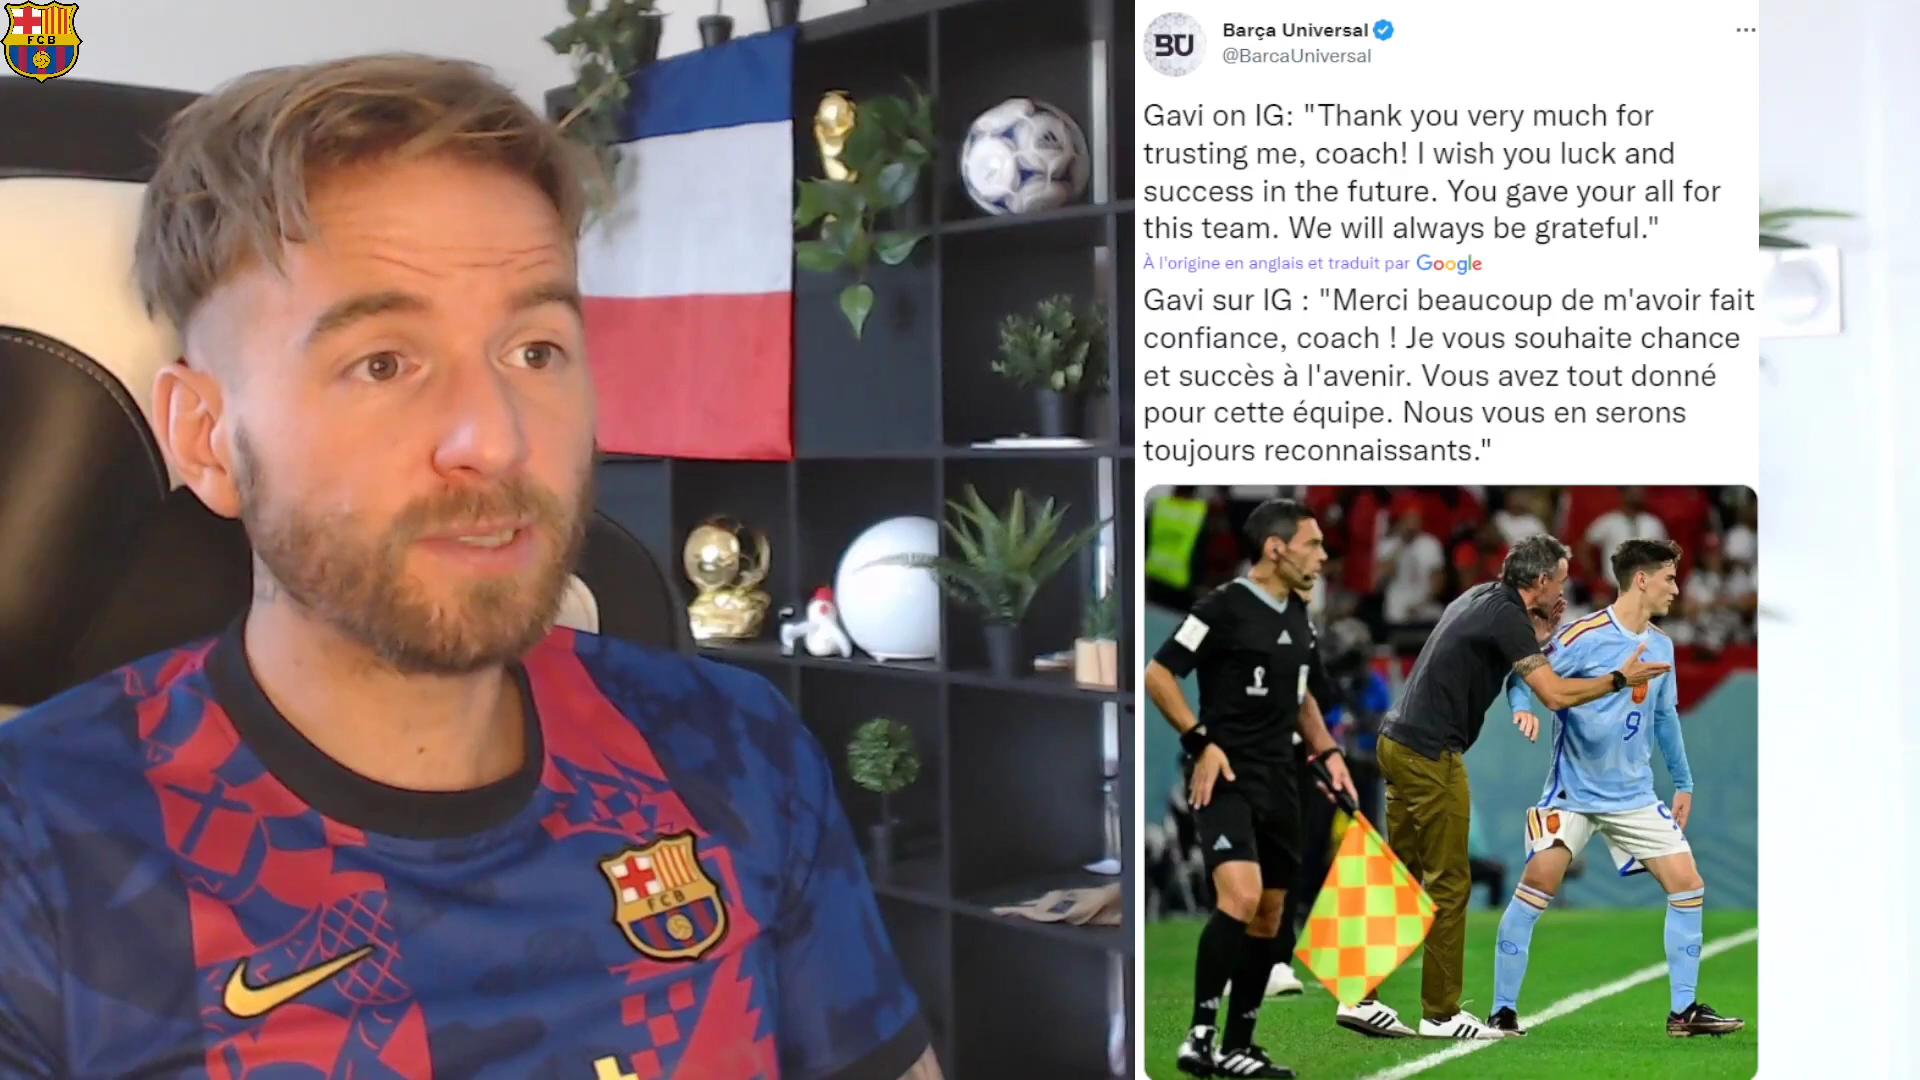 FCB
Barça Universal
@BarcaUniversal
Gavi on IG: "Thank you very much for
trusting me, coach! I wish you luck and
success in the future. You gave your all for
this team. We will always be grateful."
À l'origine en anglais et traduit par Google
Gavi sur IG : "Merci beaucoup de m'avoir fait
confiance, coach ! Je vous souhaite chance
et succès à l'avenir. Vous avez tout donné
pour cette équipe. Nous vous en serons
toujours reconnaissants."
BU
9
9
FCB